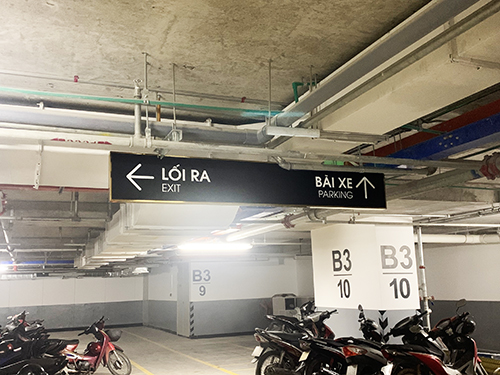 ← LỐI RA
EXIT
BÃI XE ↑
PARKING
B3
9
B3
10
B3
10